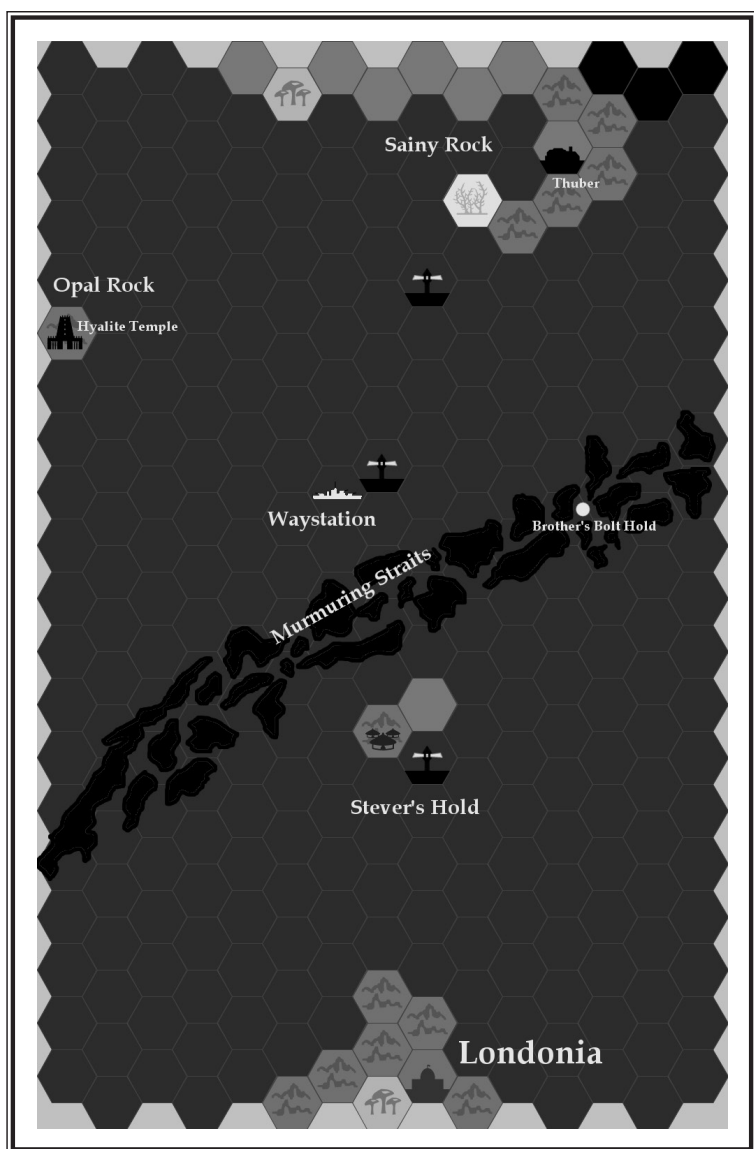 Sainy Rock
Thuber
Opal Rock
Hyalite Temple
Waystation
Brother's Bolt Hold
Murmuring Straits
Stever's Hold
Londonia